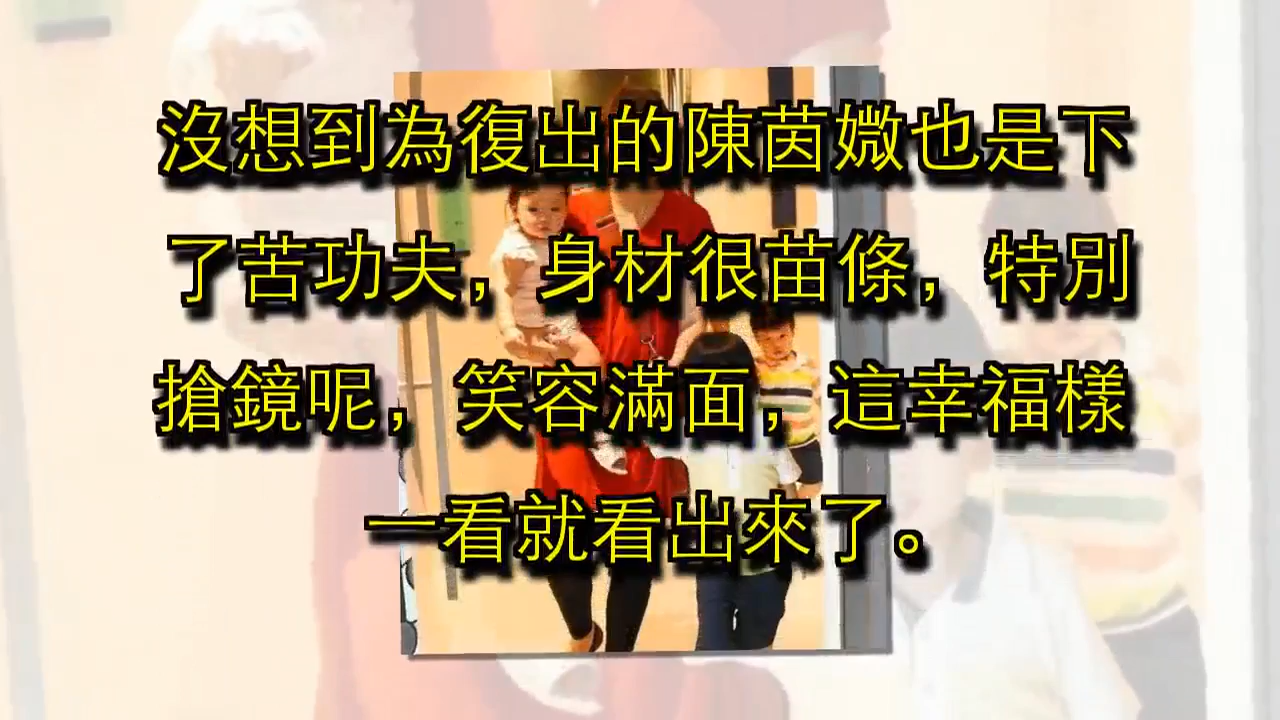 沒想到為復出的陳茵媺也是下
了苦功夫，身材很苗條，特別
搶鏡呢，笑容滿面，這幸福樣
一看就看出來了。